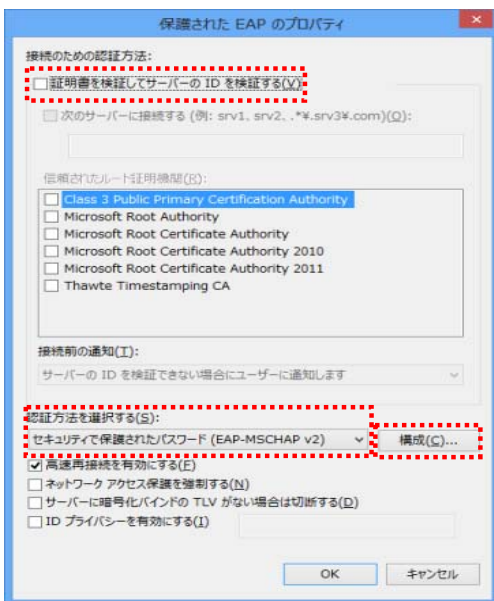 保護された EAP のプロパティ
接続のための認証方法:
証明書を検証してサーバーの ID を検証する(V)
次のサーバーに接続する (例: srv1、srv2、.*¥.srv3¥.com)(O):
信頼されたルート証明機関(R):
Class 3 Public Primary Certification Authority
Microsoft Root Authority
Microsoft Root Certificate Authority
Microsoft Root Certificate Authority 2010
Microsoft Root Certificate Authority 2011
Thawte Timestamping CA
接続前の通知(T):
サーバーの ID を検証できない場合にユーザーに通知します
認証方法を選択する(S):
セキュリティで保護されたパスワード (EAP-MSCHAP v2) 構成(C)...
高速再接続を有効にする(F)
ネットワーク アクセス保護を強制する(N)
サーバーに暗号化バインドの TLV がない場合は切断する(D)
ID プライバシーを有効にする(I)
OK キャンセル